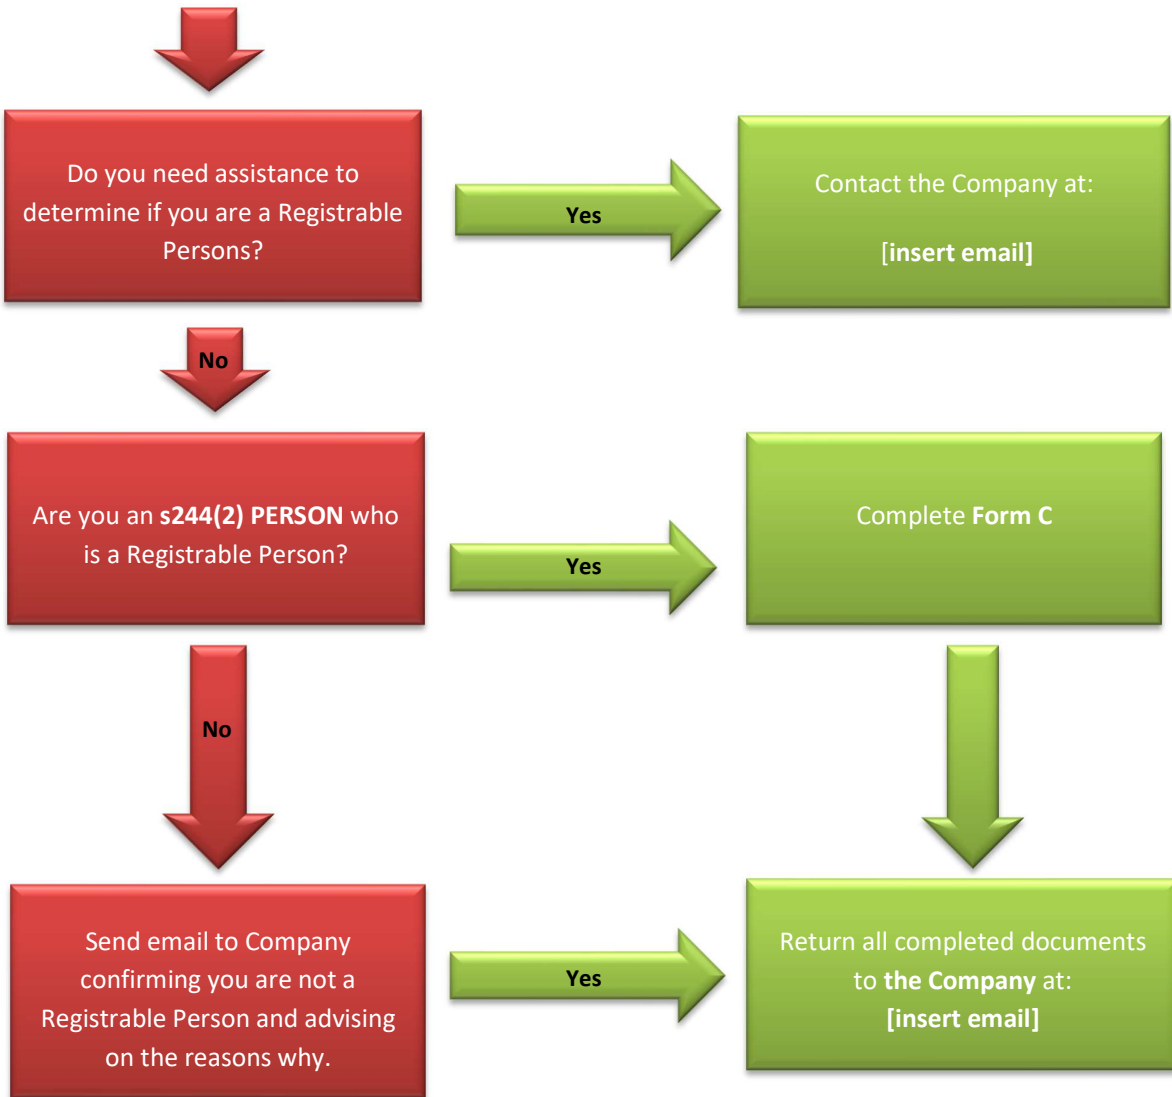 Do you need assistance to
determine if you are a Registrable
Persons?
Yes
Contact the Company at:
[insert email]
No
Are you an s244(2) PERSON who
is a Registrable Person?
Yes
Complete Form C
No
Send email to Company
confirming you are not a
Registrable Person and advising
on the reasons why.
Yes
Return all completed documents
to the Company at:
[insert email]